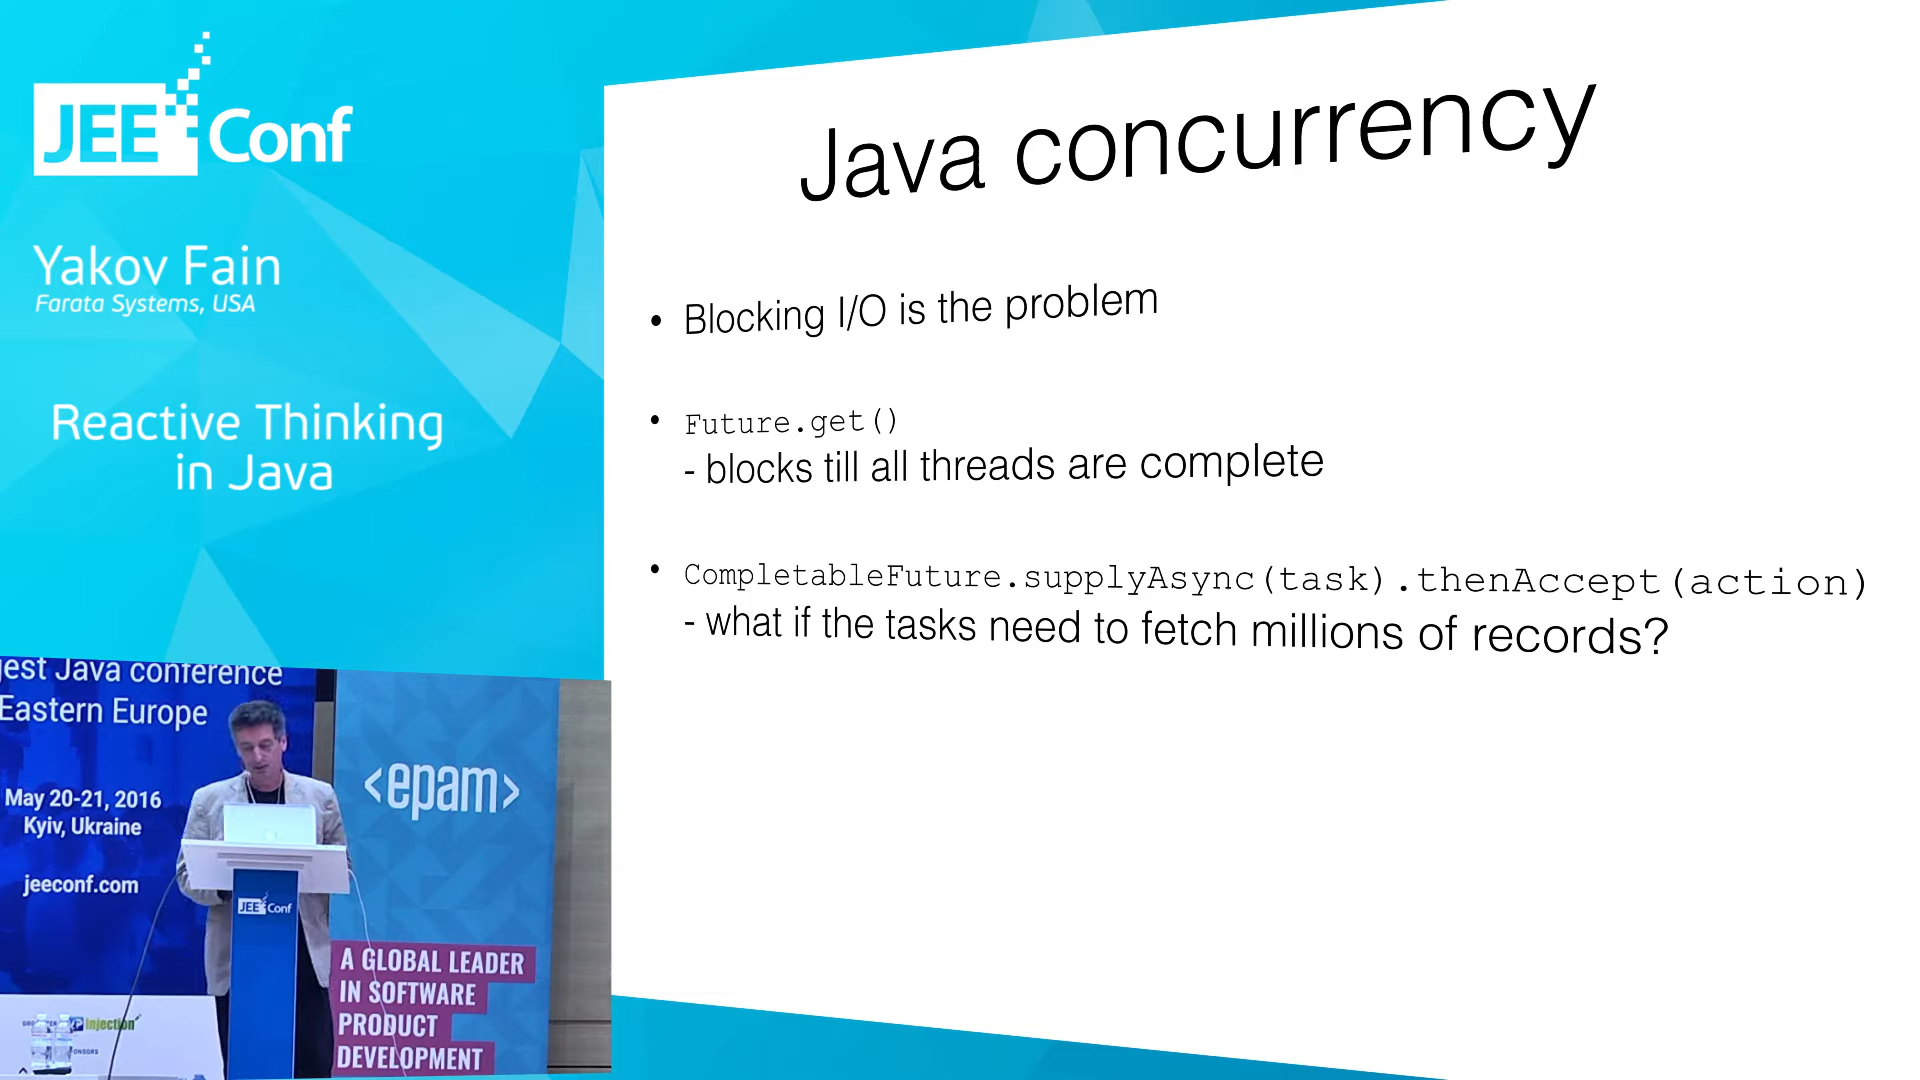 JEE Conf
Yakov Fain
Farata Systems, USA
Reactive Thinking
in Java
Java concurrency
• Blocking I/O is the problem
• Future.get()
- blocks till all threads are complete
• CompletableFuture.supplyAsync(task).thenAccept(action)
- what if the tasks need to fetch millions of records?
gest Java conference
Eastern Europe
May 20-21, 2016
Kyiv, Ukraine
jeeconf.com
JEE Conf
<epam>
A GLOBAL LEADER
IN SOFTWARE
PRODUCT
DEVELOPMENT
XP Injection